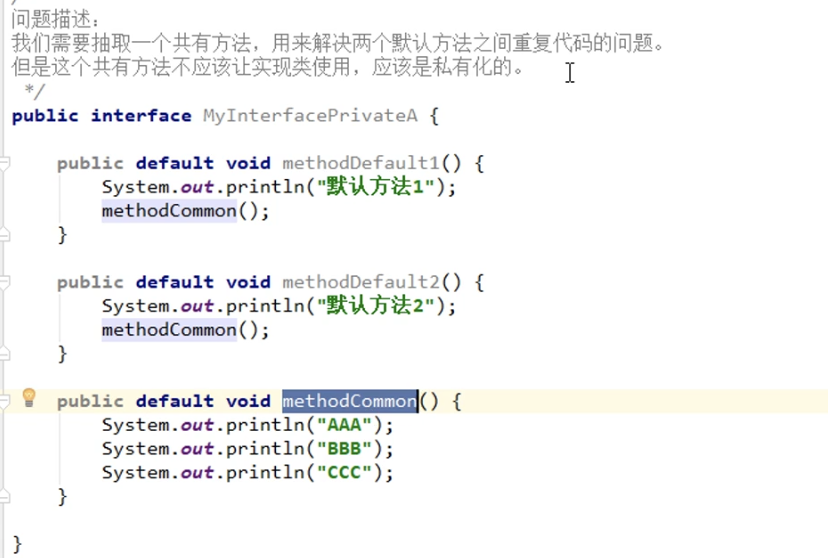 问题描述：
我们需要抽取一个共有方法，用来解决两个默认方法之间重复代码的问题。
但是这个共有方法不应该让实现类使用，应该是私有化的。
*/
public interface MyInterfacePrivateA {
public default void methodDefault1() {
System.out.println("默认方法1");
methodCommon();
}
public default void methodDefault2() {
System.out.println("默认方法2");
methodCommon();
}
public default void methodCommon() {
System.out.println("AAA");
System.out.println("BBB");
System.out.println("CCC");
}
}